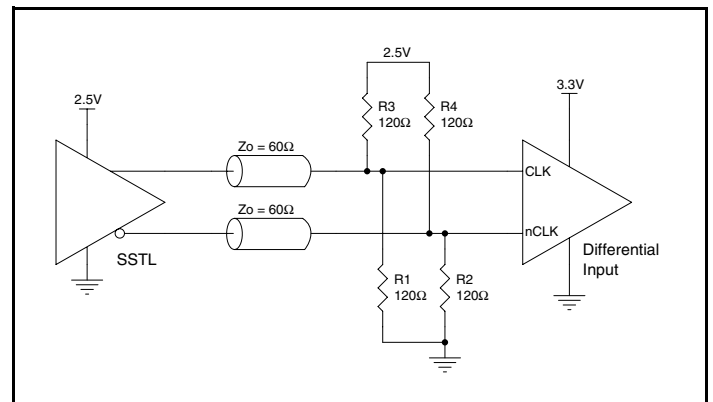 2.5V
2.5V
3.3V
R3
120Ω
R4
120Ω
Zo = 60Ω
CLK
Zo = 60Ω
nCLK
SSTL
Differential
Input
R1
120Ω
R2
120Ω